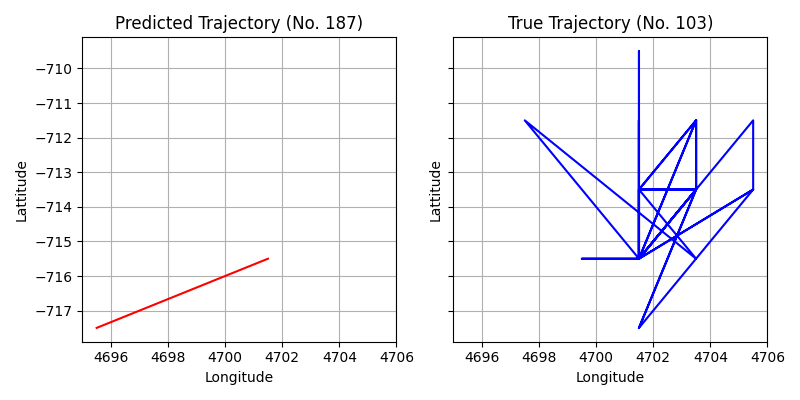 Predicted Trajectory (No. 187)
True Trajectory (No. 103)
Lattitude
−710
−711
−712
−713
−714
−715
−716
−717
4696 4698 4700 4702 4704 4706
Longitude
Lattitude
4696 4698 4700 4702 4704 4706
Longitude